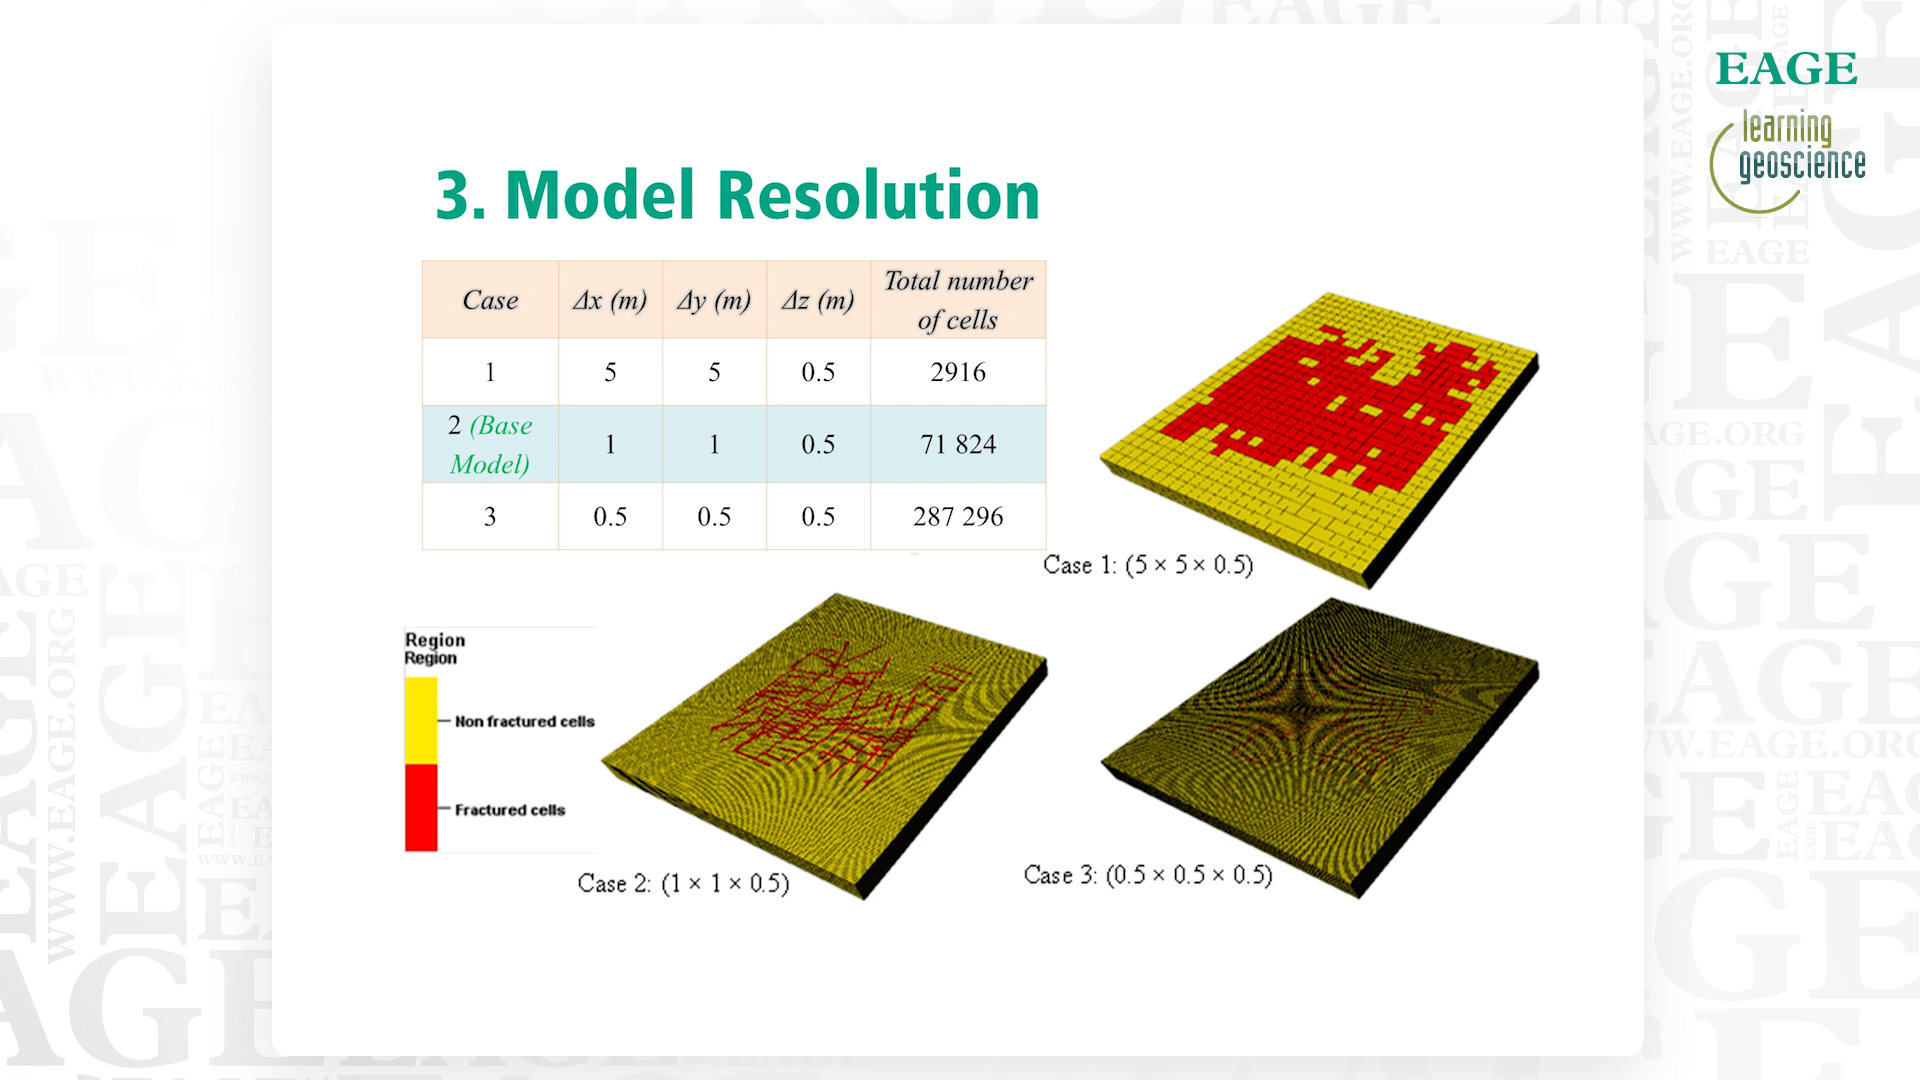 EAGE
learning
geoscience
3. Model Resolution
Case Δx (m) Δy (m) Δz (m) Total number of cells
1 5 5 0.5 2916
2 (Base Model) 1 1 0.5 71 824
3 0.5 0.5 0.5 287 296
Case 1: (5 × 5 × 0.5)
Region
Region
Non fractured cells
Fractured cells
Case 2: (1 × 1 × 0.5)
Case 3: (0.5 × 0.5 × 0.5)